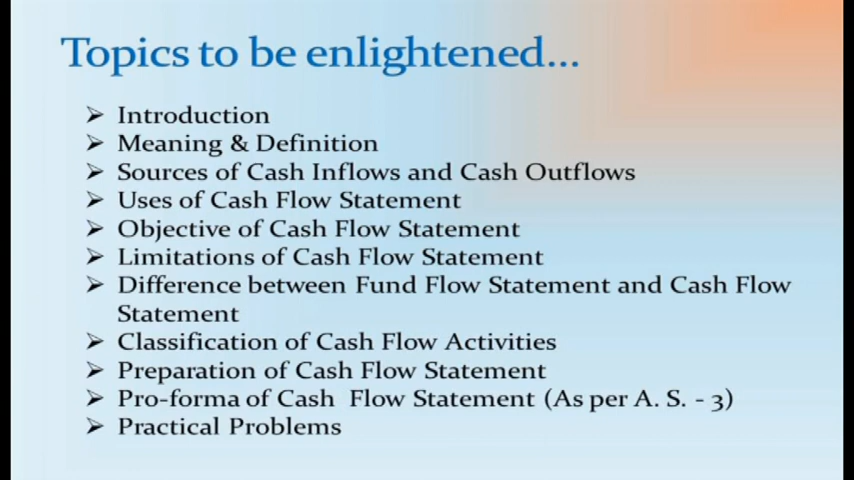 Topics to be enlightened...
➢ Introduction
➢ Meaning & Definition
➢ Sources of Cash Inflows and Cash Outflows
➢ Uses of Cash Flow Statement
➢ Objective of Cash Flow Statement
➢ Limitations of Cash Flow Statement
➢ Difference between Fund Flow Statement and Cash Flow
Statement
➢ Classification of Cash Flow Activities
➢ Preparation of Cash Flow Statement
➢ Pro-forma of Cash Flow Statement (As per A. S. - 3)
➢ Practical Problems